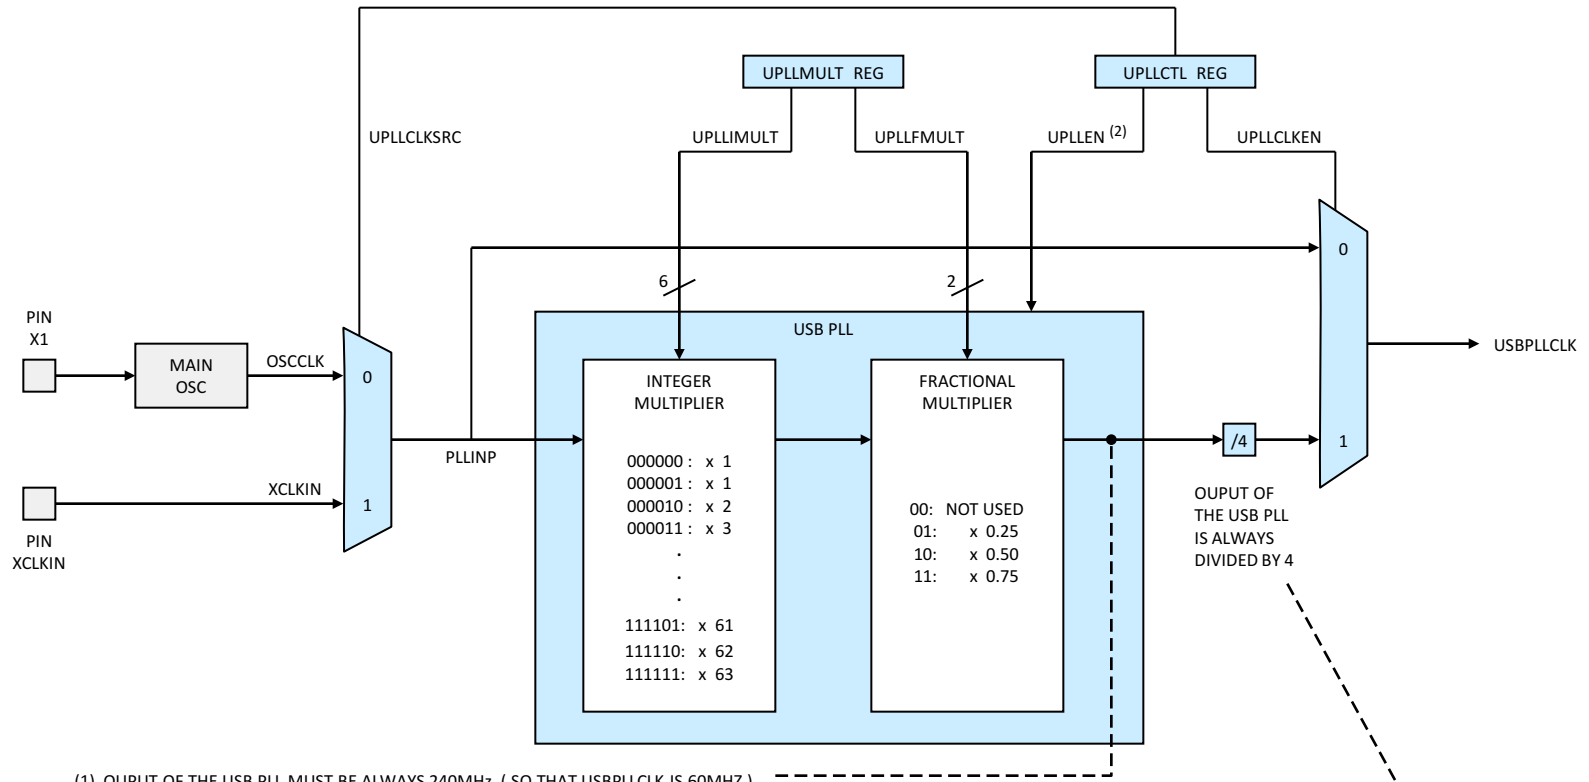 UPLLMULT REG
UPLLCTL REG
UPLLCLKSRC
UPLLIMULT
UPLLFMULT
UPLLEN (2)
UPLLCLKEN
0
6
2
PIN
X1
USB PLL
MAIN
OSC
OSCCLK
0
USBPLLCLK
INTEGER
MULTIPLIER
FRACTIONAL
MULTIPLIER
PLLINP
/4
1
000000 : x 1
000001 : x 1
000010 : x 2
000011 : x 3
.
.
.
111101: x 61
111110: x 62
111111: x 63
00: NOT USED
01: x 0.25
10: x 0.50
11: x 0.75
XCLKIN
1
PIN
XCLKIN
OUPUT OF
THE USB PLL
IS ALWAYS
DIVIDED BY 4
(1) OUPUT OF THE USB PLL MUST BE ALWAYS 240MHz ( SO THAT USBPLLCLK IS 60MHZ )